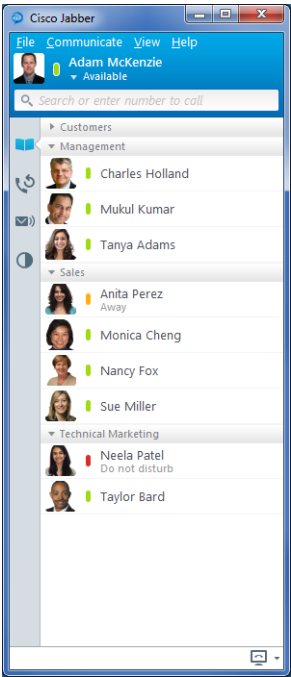 Cisco Jabber
File Communicate View Help
Adam McKenzie
Available
Search or enter number to call
Customers
Management
Charles Holland
Mukul Kumar
Tanya Adams
Sales
Anita Perez
Away
Monica Cheng
Nancy Fox
Sue Miller
Technical Marketing
Neela Patel
Do not disturb
Taylor Bard